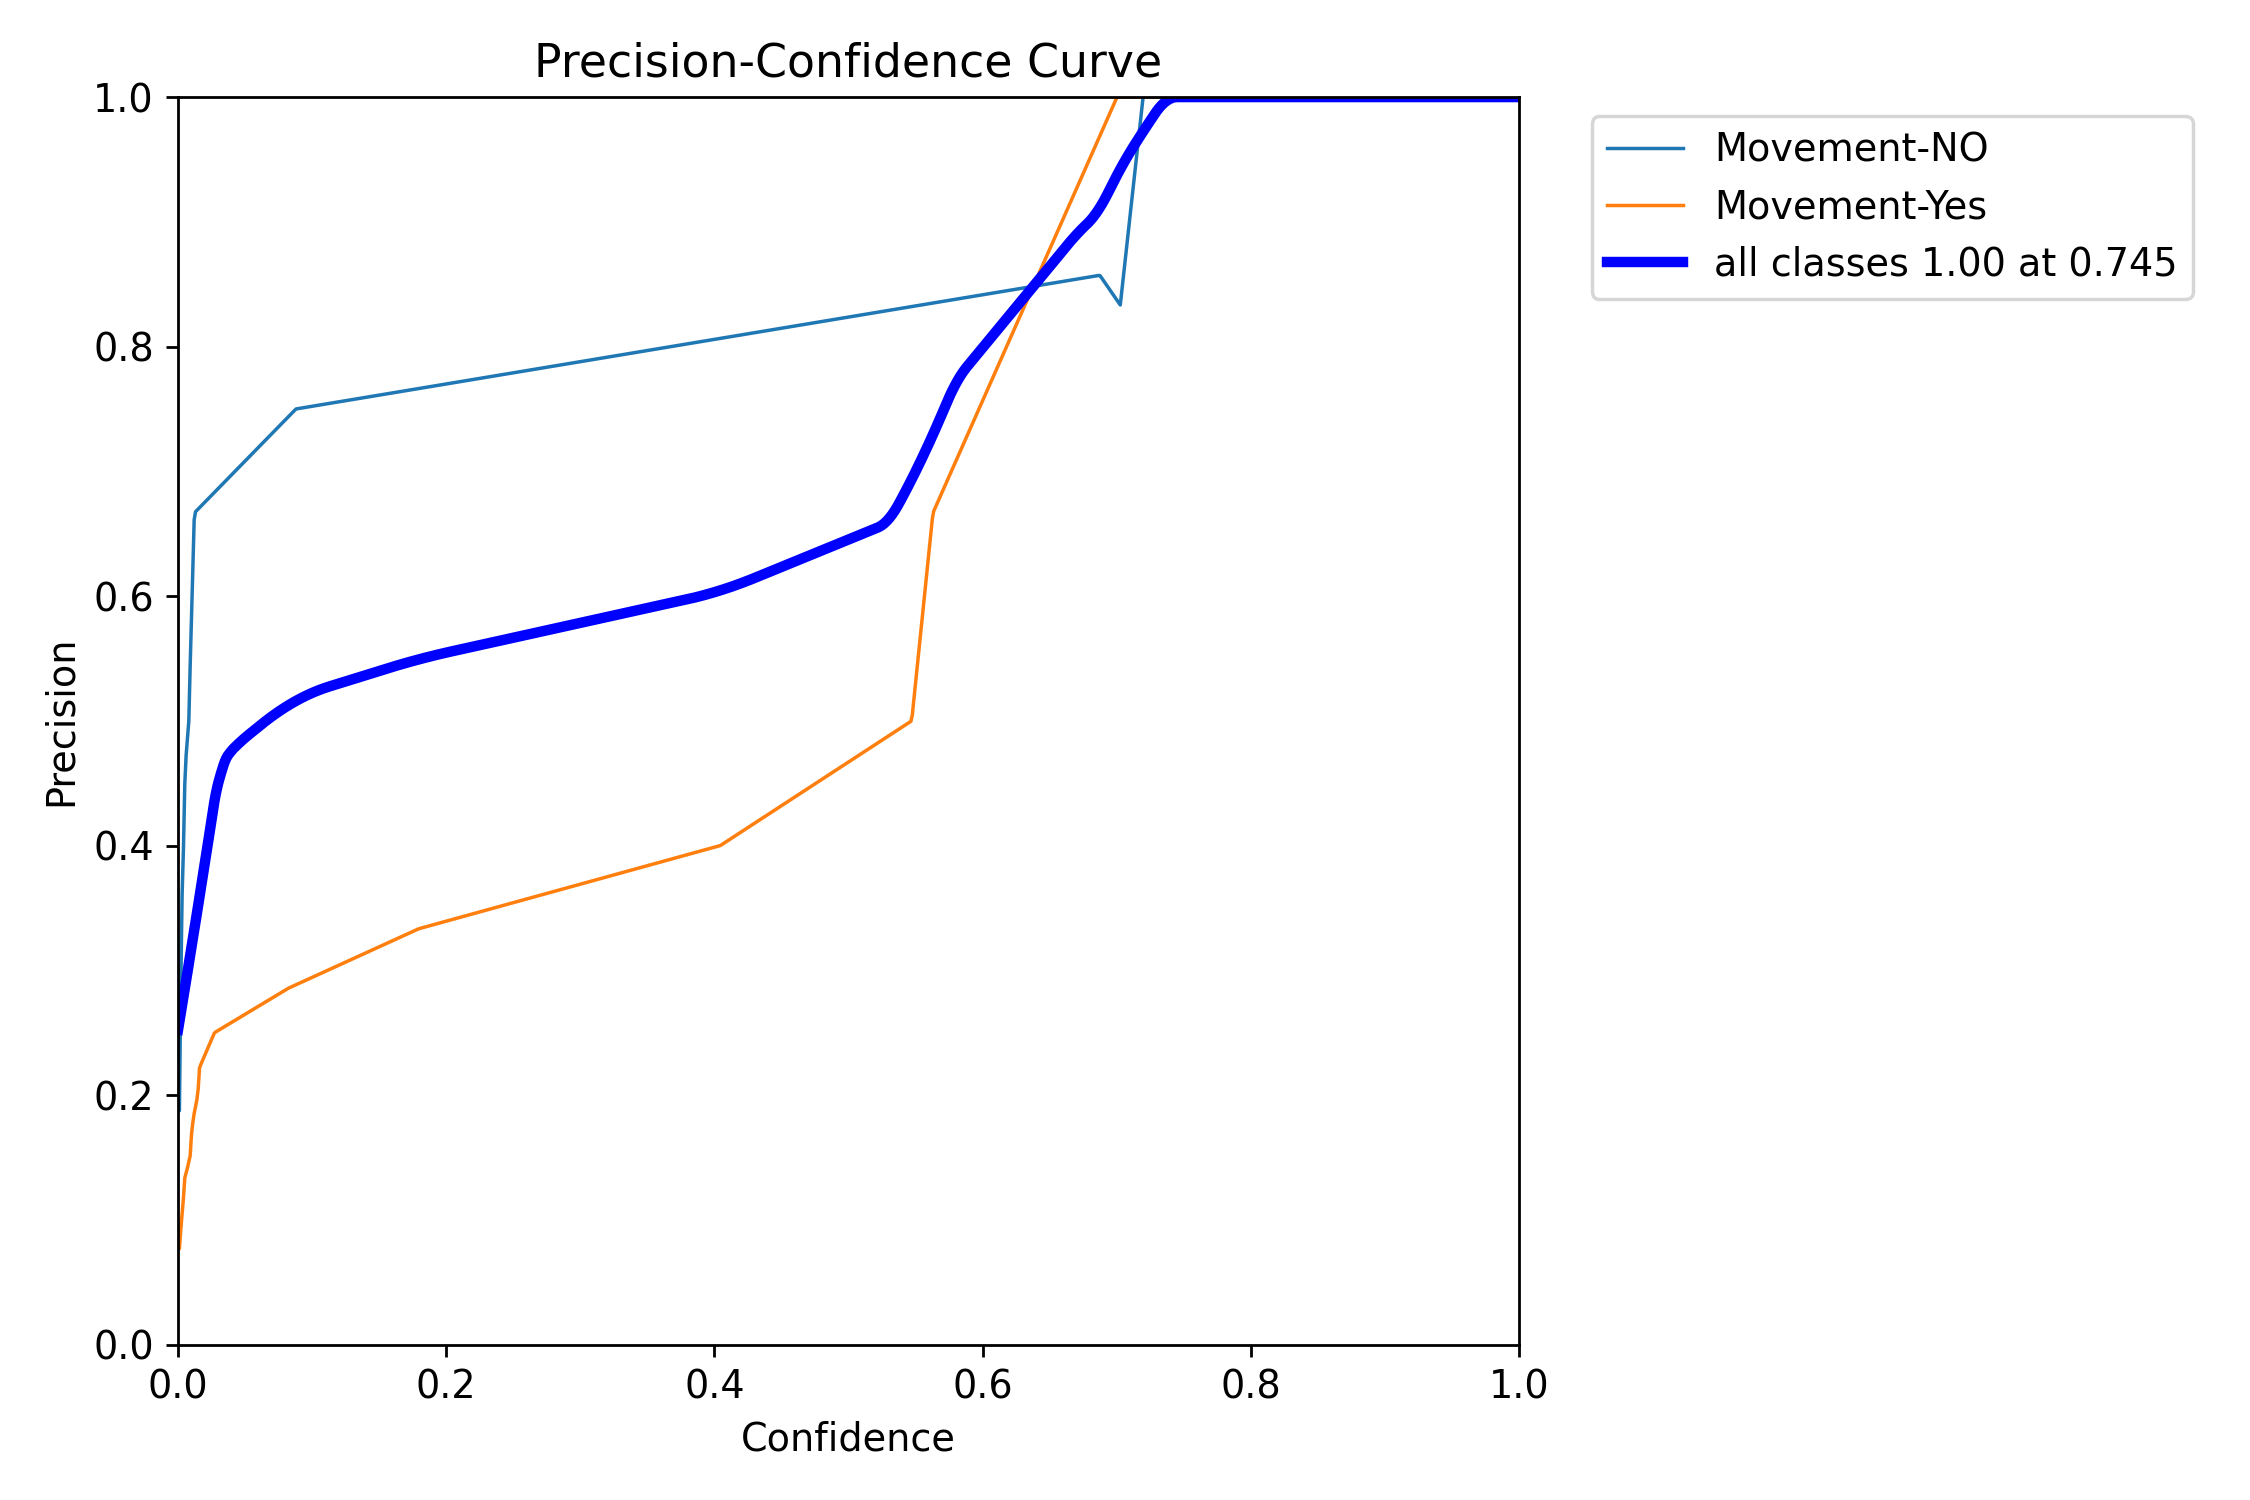 Precision-Confidence Curve
1.0
0.8
0.6
0.4
0.2
0.0
Precision
0.0 0.2 0.4 0.6 0.8 1.0
Confidence
Movement-NO
Movement-Yes
all classes 1.00 at 0.745